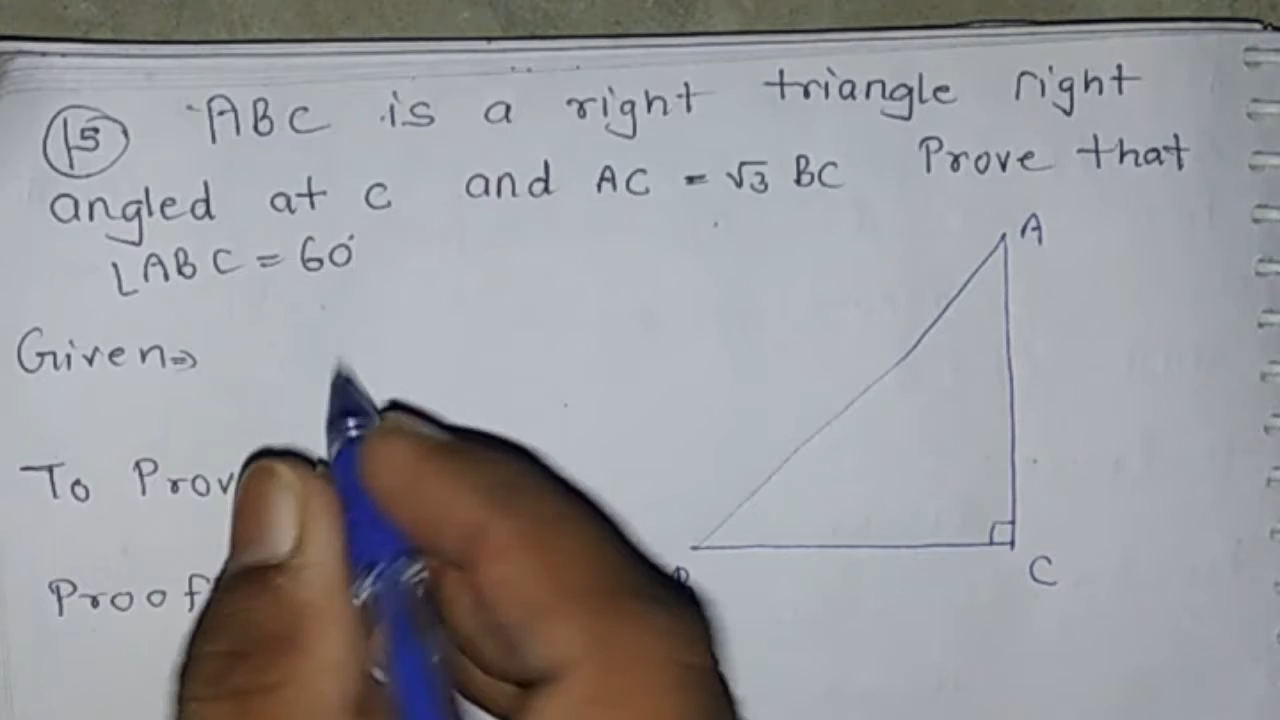 15 ABC is a right triangle right
angled at C and AC = √3 BC Prove that
∠ABC = 60°
A
Given⇒
To Prov
Proof
C